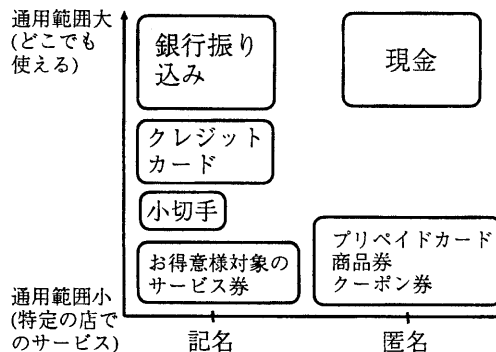 通用範囲大
(どこでも
使える)
銀行振り
込み
現金
クレジット
カード
小切手
お得意様対象の
サービス券
プリペイドカード
商品券
クーポン券
通用範囲小
(特定の店で
のサービス)
記名
匿名